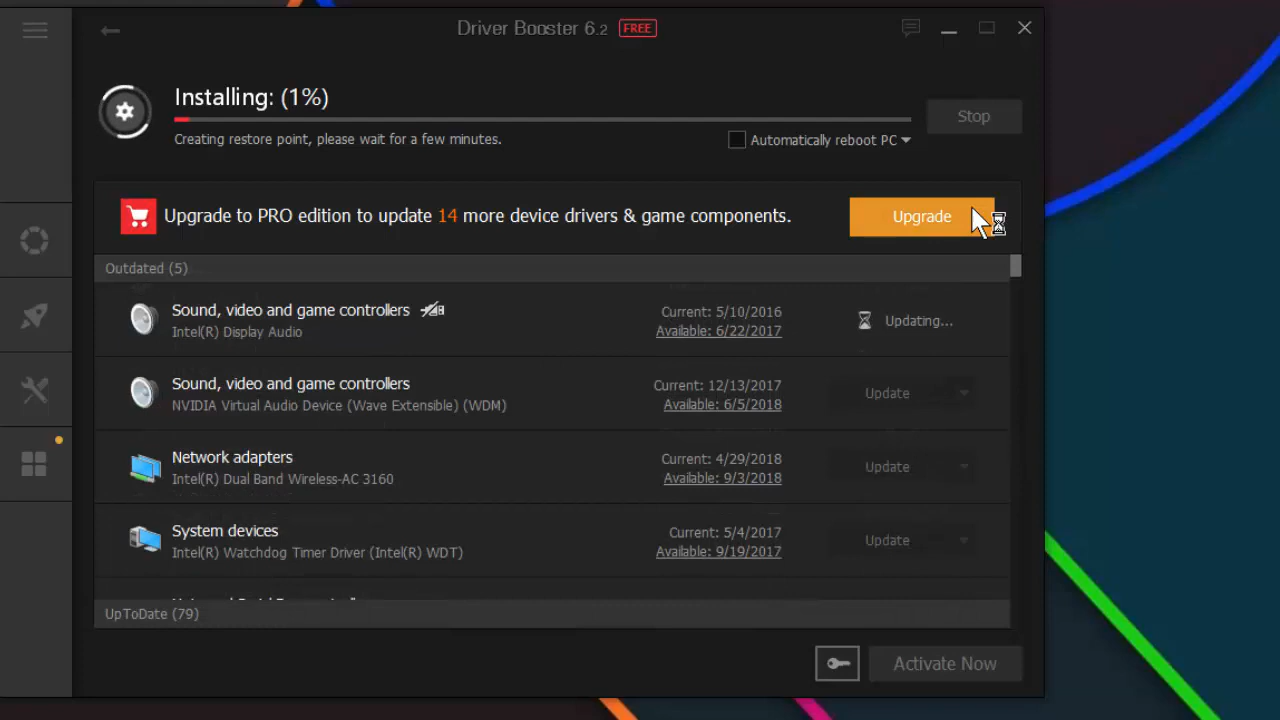 Driver Booster 6.2 FREE
Installing: (1%)
Stop
Creating restore point, please wait for a few minutes.
Automatically reboot PC
Upgrade to PRO edition to update 14 more device drivers & game components.
Upgrade
Outdated (5)
Sound, video and game controllers
Intel(R) Display Audio
Current: 5/10/2016
Available: 6/22/2017
Updating...
Sound, video and game controllers
NVIDIA Virtual Audio Device (Wave Extensible) (WDM)
Current: 12/13/2017
Available: 6/5/2018
Update
Network adapters
Intel(R) Dual Band Wireless-AC 3160
Current: 4/29/2018
Available: 9/3/2018
Update
System devices
Intel(R) Watchdog Timer Driver (Intel(R) WDT)
Current: 5/4/2017
Available: 9/19/2017
Update
UpToDate (79)
Activate Now